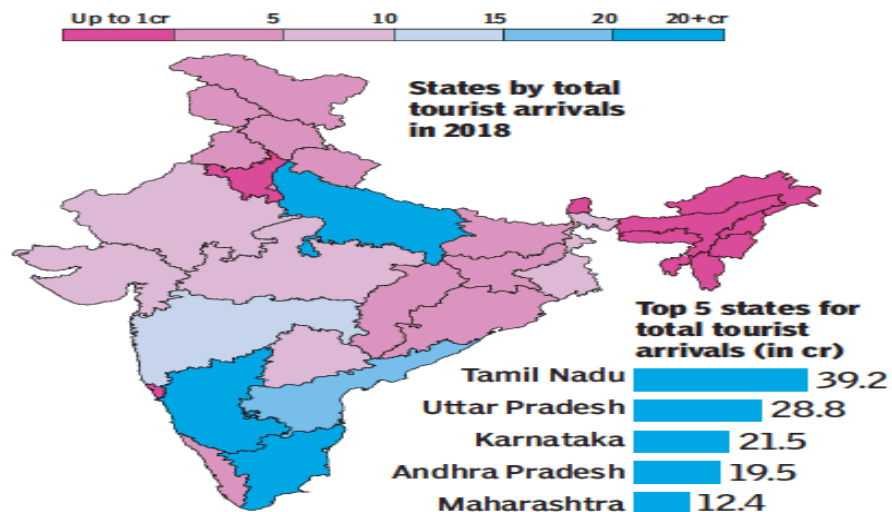 Up to 1cr 5 10 15 20 20+cr
States by total
tourist arrivals
in 2018
Top 5 states for
total tourist
arrivals (in cr)
Tamil Nadu 39.2
Uttar Pradesh 28.8
Karnataka 21.5
Andhra Pradesh 19.5
Maharashtra 12.4